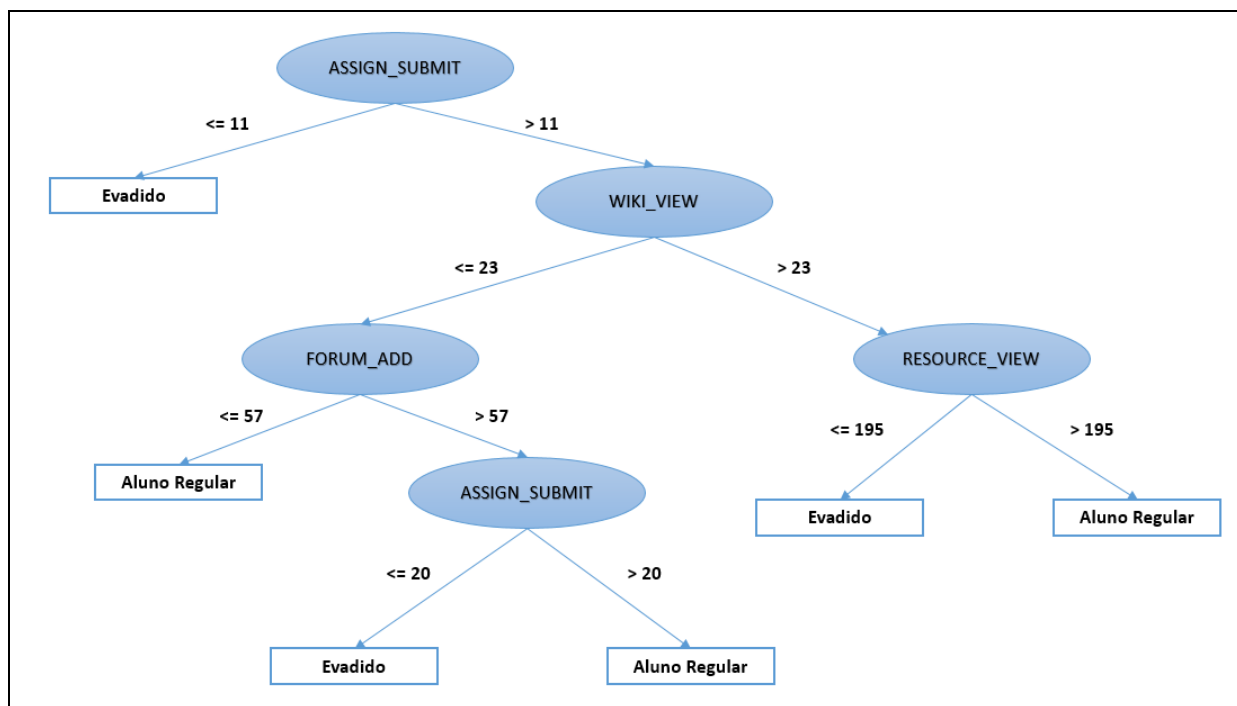 ASSIGN_SUBMIT
<= 11
> 11
Evadido
WIKI_VIEW
<= 23
> 23
FORUM_ADD
RESOURCE_VIEW
<= 57
> 57
<= 195
> 195
Aluno Regular
ASSIGN_SUBMIT
Evadido
Aluno Regular
<= 20
> 20
Evadido
Aluno Regular